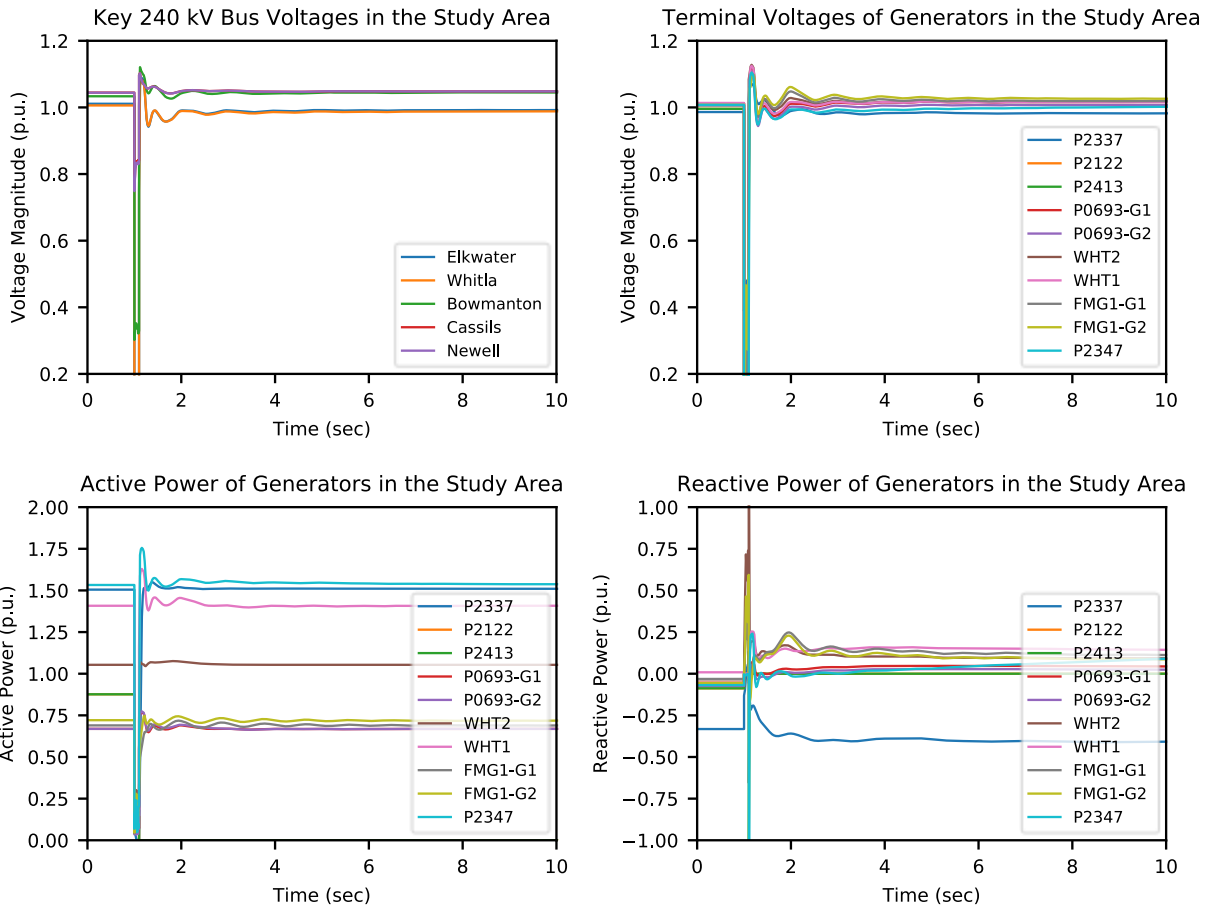 Key 240 kV Bus Voltages in the Study Area
Voltage Magnitude (p.u.)
1.2
1.0
0.8
0.6
0.4
0.2
Elkwater
Whitla
Bowmanton
Cassils
Newell
0 2 4 6 8 10
Time (sec)
Terminal Voltages of Generators in the Study Area
Voltage Magnitude (p.u.)
1.2
1.0
0.8
0.6
0.4
0.2
P2337
P2122
P2413
P0693-G1
P0693-G2
WHT2
WHT1
FMG1-G1
FMG1-G2
P2347
0 2 4 6 8 10
Time (sec)
Active Power of Generators in the Study Area
Active Power (p.u.)
2.00
1.75
1.50
1.25
1.00
0.75
0.50
0.25
0.00
P2337
P2122
P2413
P0693-G1
P0693-G2
WHT2
WHT1
FMG1-G1
FMG1-G2
P2347
0 2 4 6 8 10
Time (sec)
Reactive Power of Generators in the Study Area
Reactive Power (p.u.)
1.00
0.75
0.50
0.25
0.00
−0.25
−0.50
−0.75
−1.00
P2337
P2122
P2413
P0693-G1
P0693-G2
WHT2
WHT1
FMG1-G1
FMG1-G2
P2347
0 2 4 6 8 10
Time (sec)